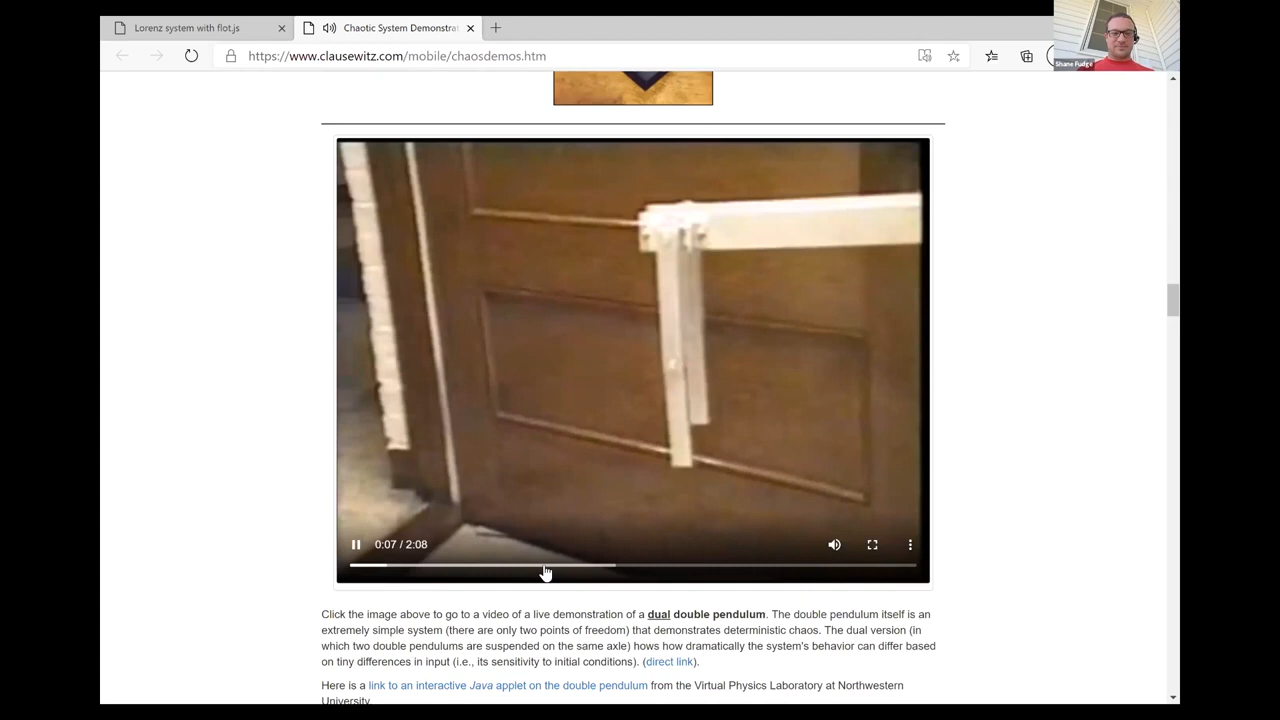 Lorenz system with flot.js
Chaotic System Demonstrat
https://www.clausewitz.com/mobile/chaosdemos.htm
Shane Fudge
0:07 / 2:08
Click the image above to go to a video of a live demonstration of a dual double pendulum. The double pendulum itself is an
extremely simple system (there are only two points of freedom) that demonstrates deterministic chaos. The dual version (in
which two double pendulums are suspended on the same axle) hows how dramatically the system's behavior can differ based
on tiny differences in input (i.e., its sensitivity to initial conditions). (direct link).
Here is a link to an interactive Java applet on the double pendulum from the Virtual Physics Laboratory at Northwestern
University.